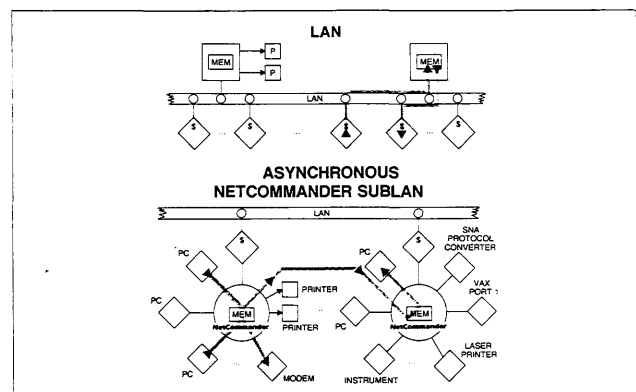 LAN
MEM
P
P
MEM
LAN
S
S
S
S
S
ASYNCHRONOUS
NETCOMMANDER SUBLAN
LAN
S
S
SNA
PROTOCOL
CONVERTER
PC
PC
VAX
PORT 1
PC
MEM
NetCommander
PRINTER
PRINTER
PC
MEM
NetCommander
PC
MODEM
INSTRUMENT
LASER
PRINTER